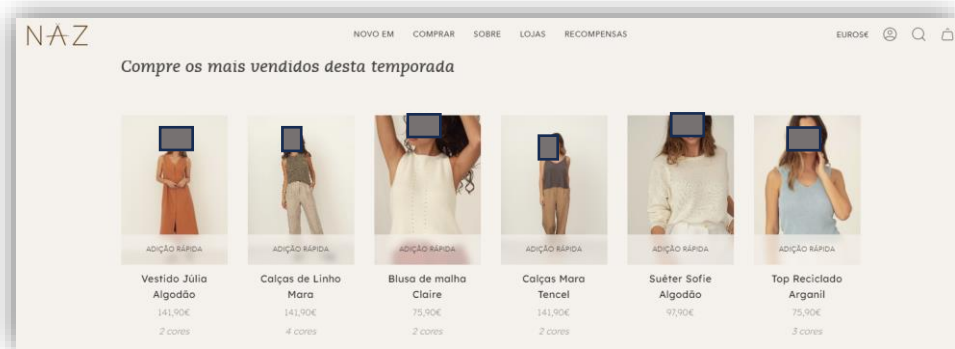 NÄZ
NOVO EM COMPRAR SOBRE LOJAS RECOMPENSAS EUROS€
Compre os mais vendidos desta temporada
ADIÇÃO RÁPIDA ADIÇÃO RÁPIDA ADIÇÃO RÁPIDA ADIÇÃO RÁPIDA ADIÇÃO RÁPIDA ADIÇÃO RÁPIDA
Vestido Júlia Calças de Linho Blusa de malha Calças Mara Suéter Sofie Top Reciclado
Algodão Mara Claire Tencel Algodão Arganil
141,90€ 141,90€ 75,90€ 141,90€ 97,90€ 75,90€
2 cores 4 cores 2 cores 2 cores 3 cores